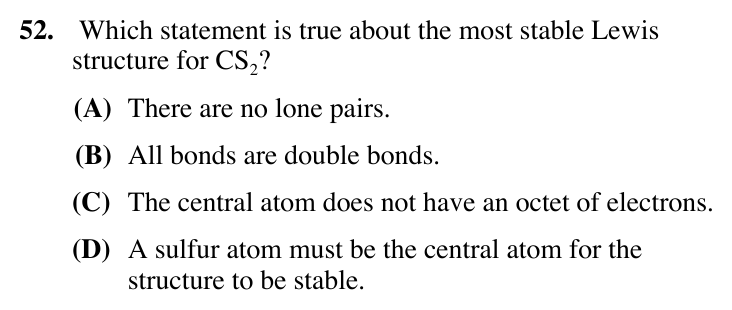 52. Which statement is true about the most stable Lewis
structure for CS₂?
(A) There are no lone pairs.
(B) All bonds are double bonds.
(C) The central atom does not have an octet of electrons.
(D) A sulfur atom must be the central atom for the
structure to be stable.